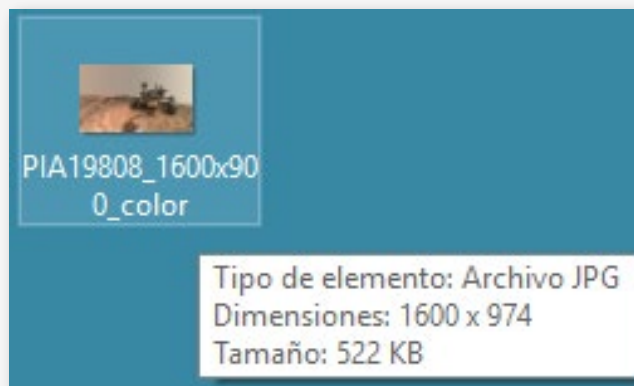 PIA19808_1600x90
0_color
Tipo de elemento: Archivo JPG
Dimensiones: 1600 x 974
Tamaño: 522 KB